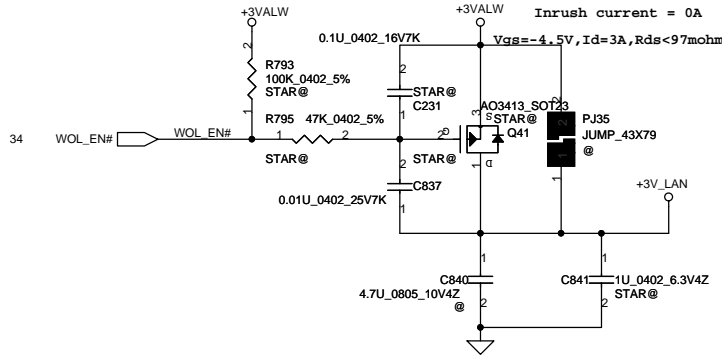 +3VALW
+3VALW
Inrush current = 0A
Vgs=-4.5V,Id=3A,Rds<97mohm
0.1U_0402_16V7K
2
R793
100K_0402_5%
STAR@
1
2
STAR@
C231
1
AO3413_SOT23
STAR@
Q41
3
S
G
2
D
1
2
PJ35
JUMP_43X79
@
1
2
1
34
WOL_EN#
WOL_EN#
R795
47K_0402_5%
1
2
STAR@
STAR@
2
C837
1
0.01U_0402_25V7K
+3V_LAN
1
C840
4.7U_0805_10V4Z
@
2
1
C841
1U_0402_6.3V4Z
STAR@
2